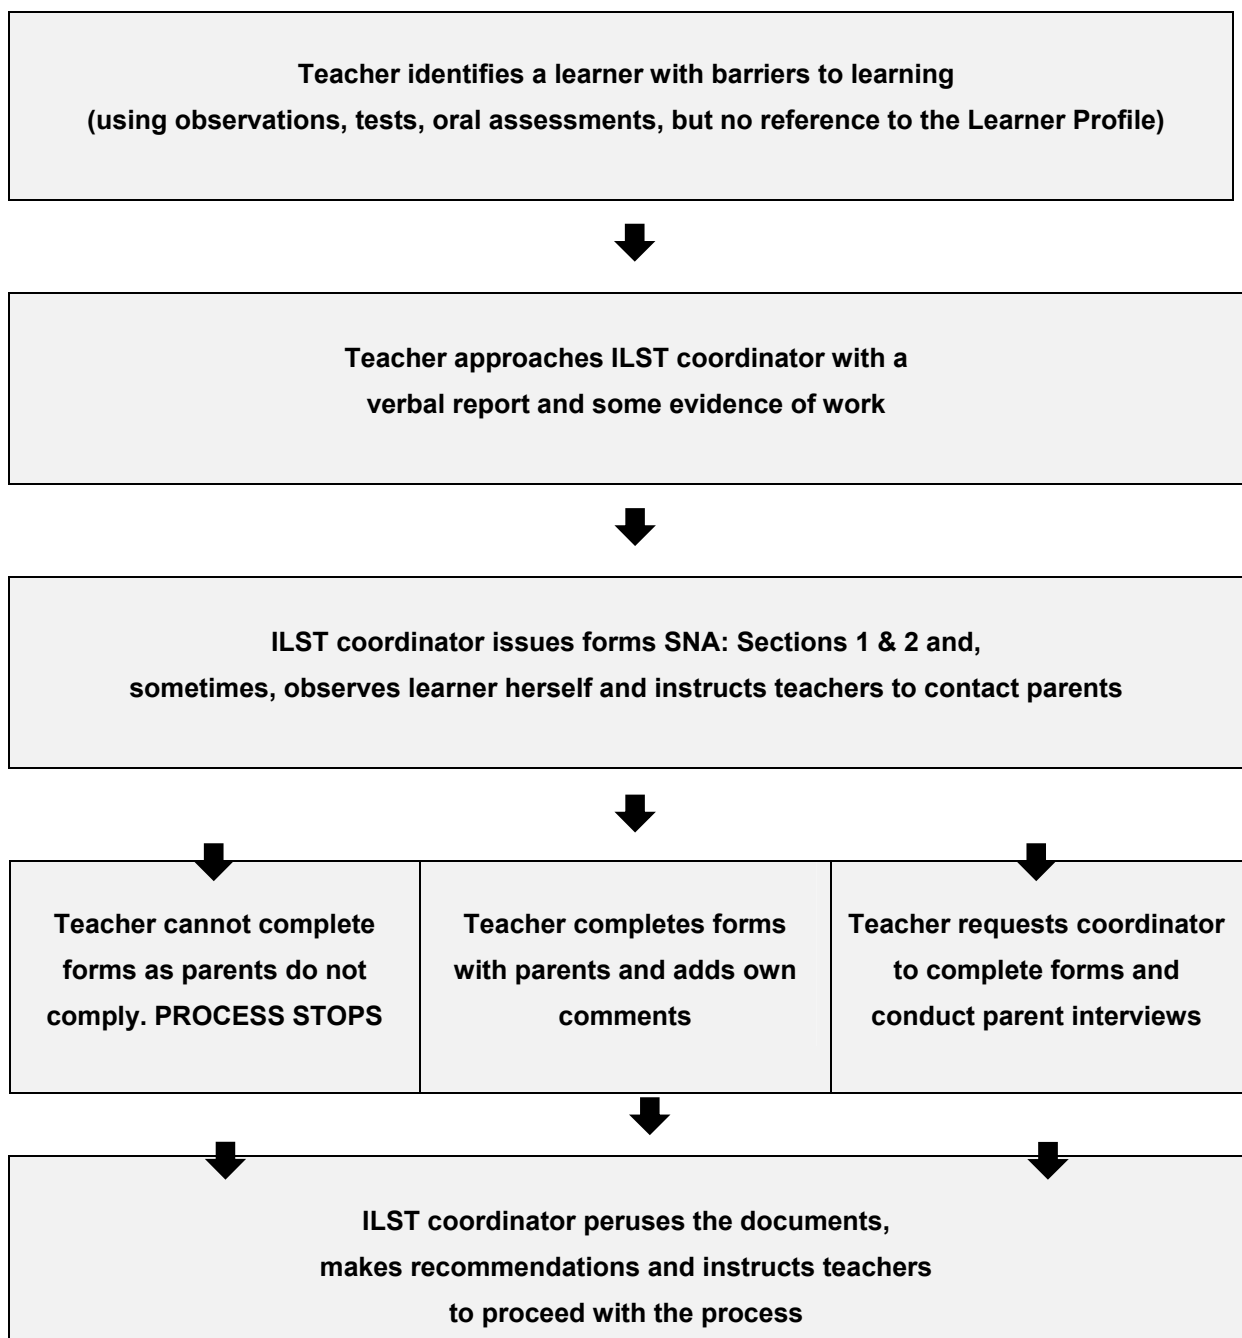 Teacher identifies a learner with barriers to learning
(using observations, tests, oral assessments, but no reference to the Learner Profile)
Teacher approaches ILST coordinator with a
verbal report and some evidence of work
ILST coordinator issues forms SNA: Sections 1 & 2 and,
sometimes, observes learner herself and instructs teachers to contact parents
Teacher cannot complete
forms as parents do not
comply. PROCESS STOPS
Teacher completes forms
with parents and adds own
comments
Teacher requests coordinator
to complete forms and
conduct parent interviews
ILST coordinator peruses the documents,
makes recommendations and instructs teachers
to proceed with the process